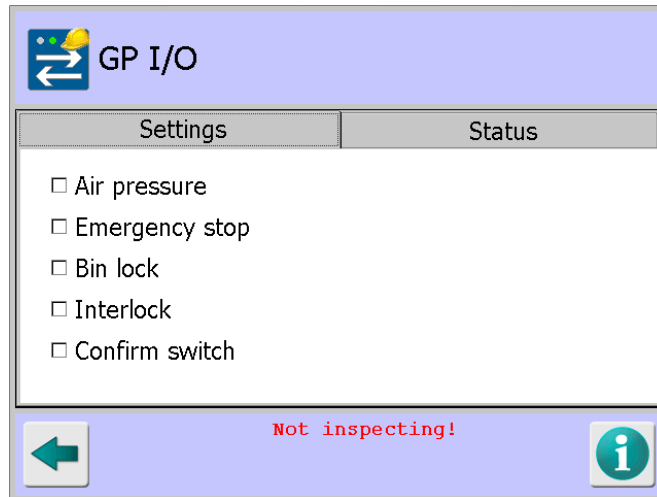 GP I/O
Settings
Status
Air pressure
Emergency stop
Bin lock
Interlock
Confirm switch
Not inspecting!
i